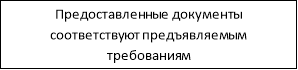 Предоставленные документы
соответствуют предъявляемым
требованиям